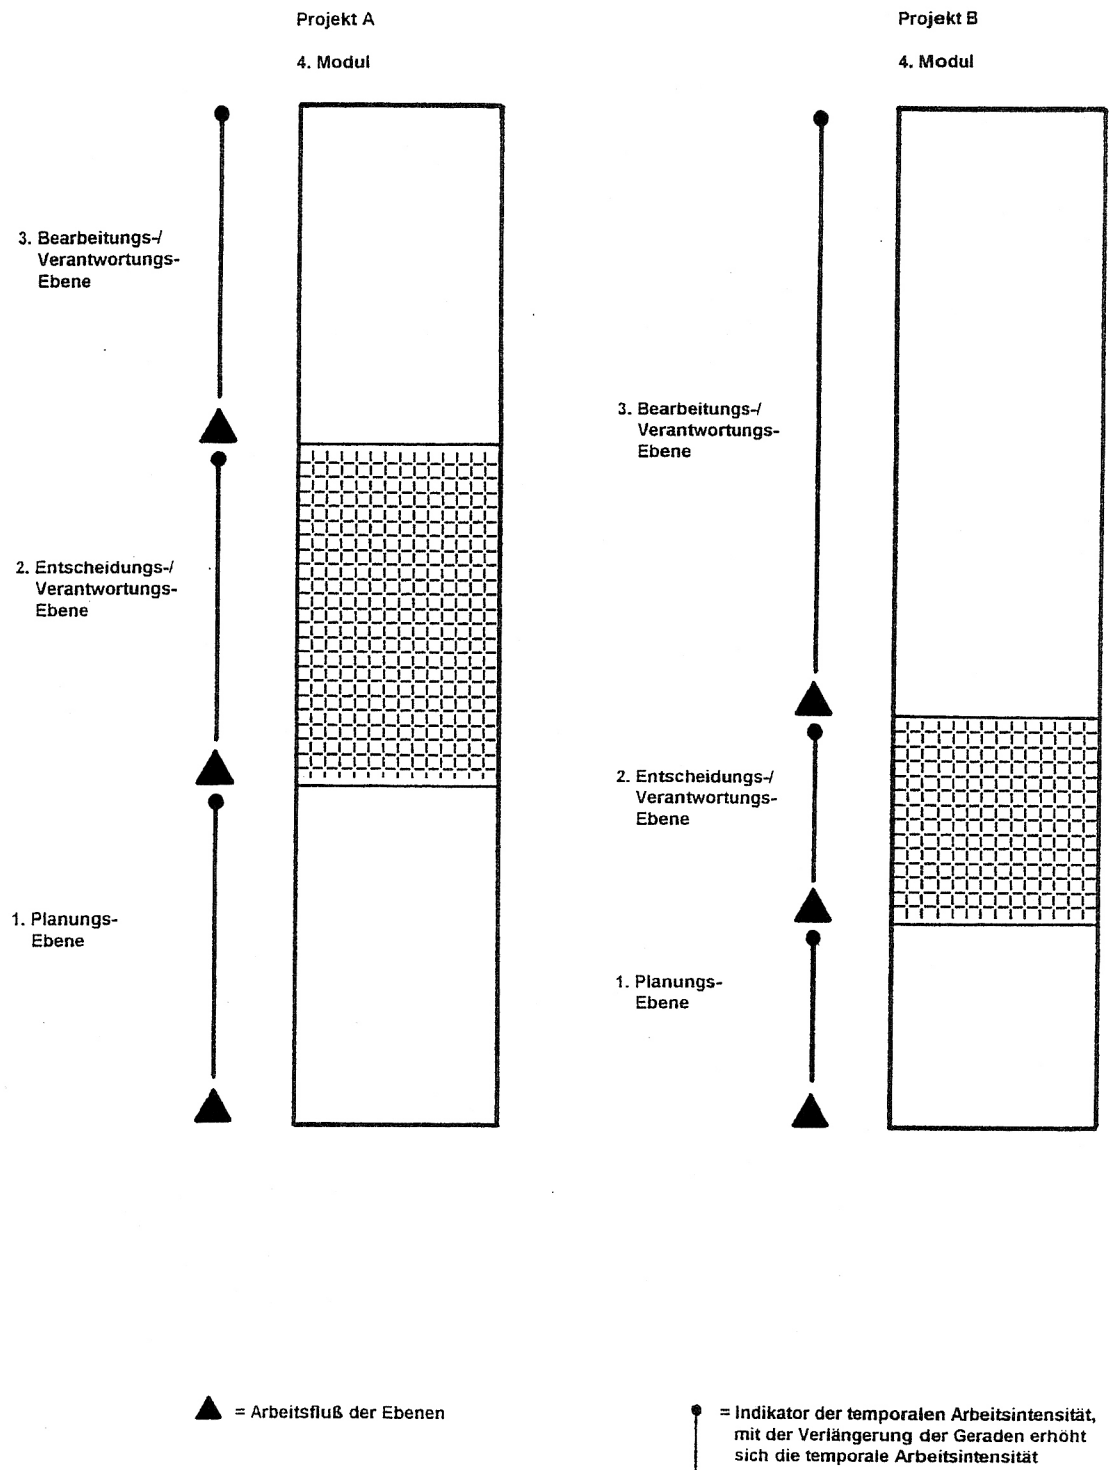 Projekt A
4. Modul
3. Bearbeitungs-/
Verantwortungs-
Ebene
2. Entscheidungs-/
Verantwortungs-
Ebene
1. Planungs-
Ebene
Projekt B
4. Modul
3. Bearbeitungs-/
Verantwortungs-
Ebene
2. Entscheidungs-/
Verantwortungs-
Ebene
1. Planungs-
Ebene
= Arbeitsfluß der Ebenen
= Indikator der temporalen Arbeitsintensität,
mit der Verlängerung der Geraden erhöht
sich die temporale Arbeitsintensität